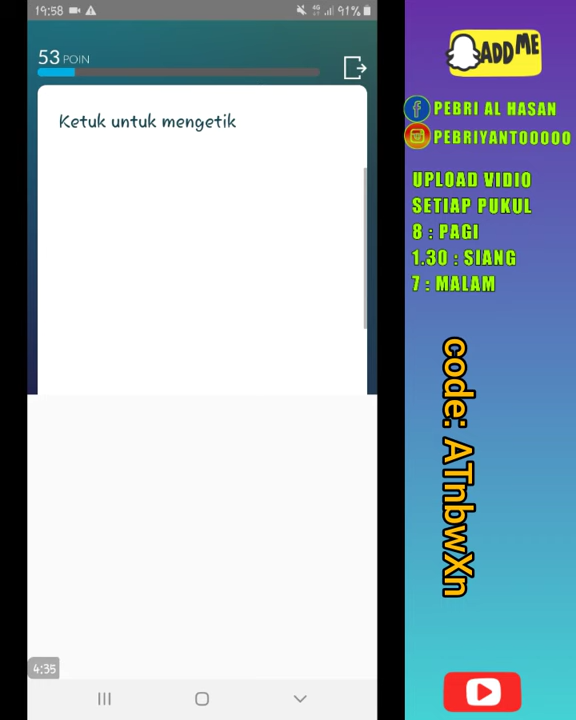 19:58
4G
91%
53 POIN
Ketuk untuk mengetik
4:35
ADD ME
PEBRI AL HASAN
PEBRIYANTO0000
UPLOAD VIDIO
SETIAP PUKUL
8 : PAGI
1.30 : SIANG
7 : MALAM
code: ATnbwXn